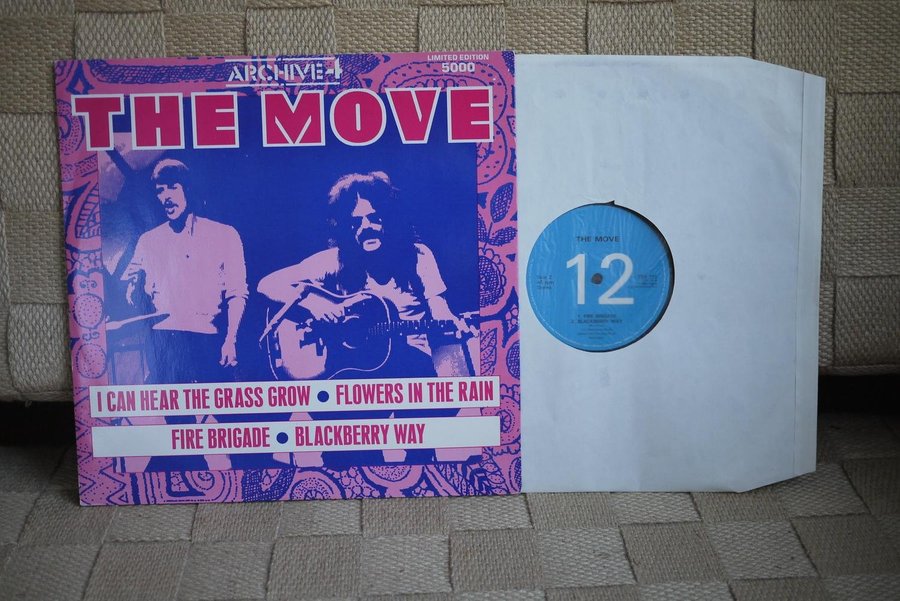 ARCHIVE 4
LIMITED EDITION
5000
THE MOVE
I CAN HEAR THE GRASS GROW • FLOWERS IN THE RAIN
FIRE BRIGADE • BLACKBERRY WAY
THE MOVE
12
1. FIRE BRIGADE
2. BLACKBERRY WAY